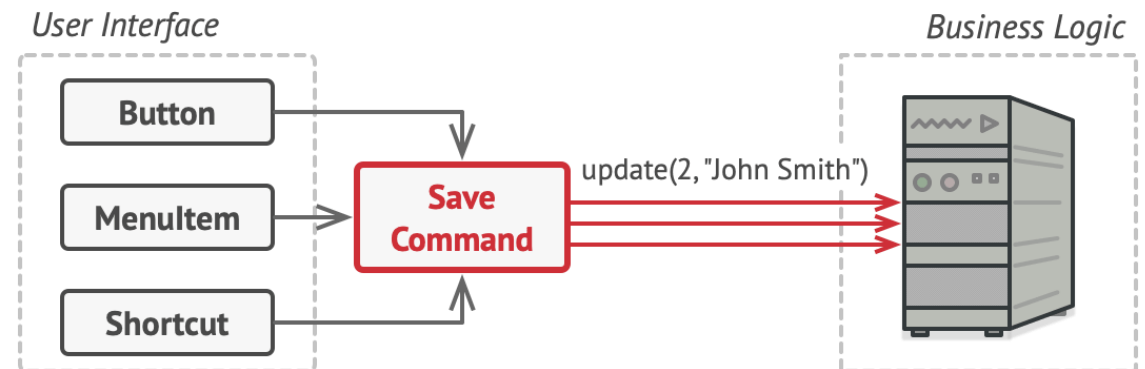 User Interface
Business Logic
Button
update(2, "John Smith")
MenuItem
Save
Command
Shortcut